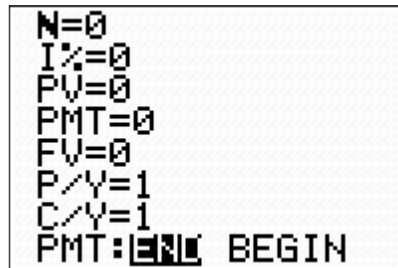 N=0
I%=0
PV=0
PMT=0
FV=0
P/Y=1
C/Y=1
PMT:END BEGIN